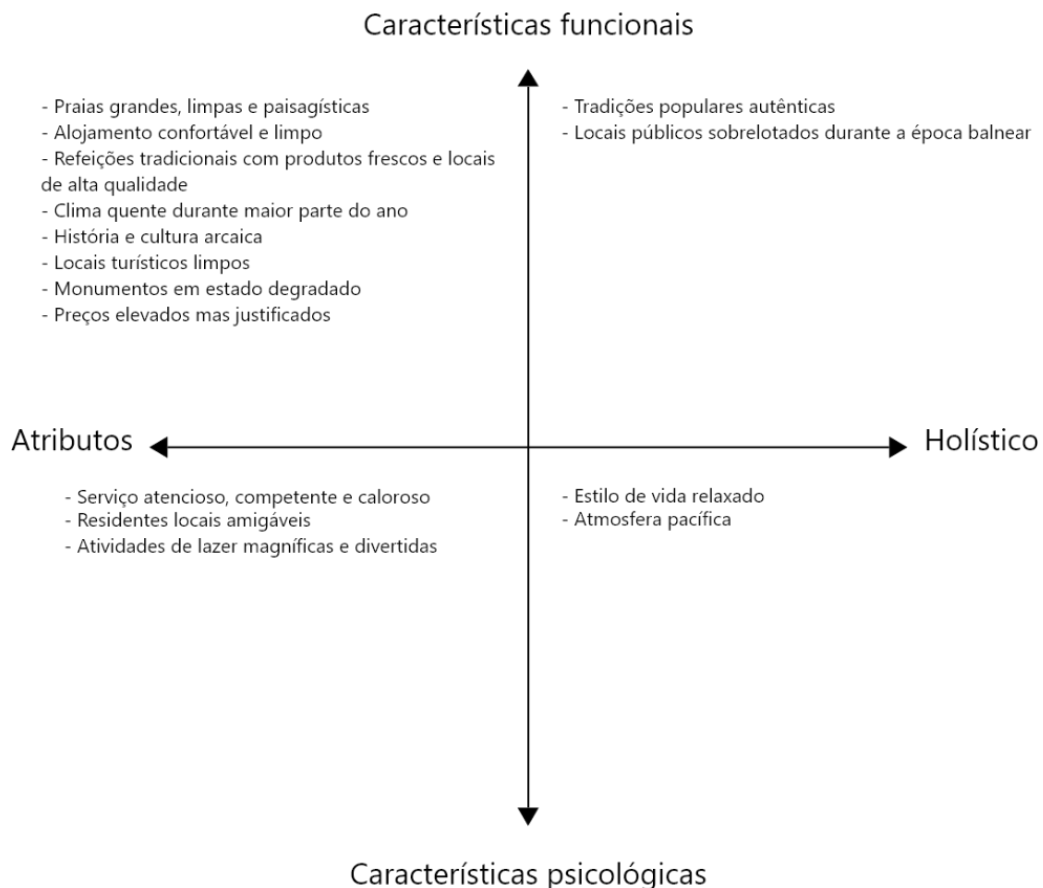 Características funcionais
- Praias grandes, limpas e paisagísticas
- Alojamento confortável e limpo
- Refeições tradicionais com produtos frescos e locais
de alta qualidade
- Clima quente durante maior parte do ano
- História e cultura arcaica
- Locais turísticos limpos
- Monumentos em estado degradado
- Preços elevados mas justificados
- Tradições populares autênticas
- Locais públicos sobrelotados durante a época balnear
Atributos
Holístico
- Serviço atencioso, competente e caloroso
- Residentes locais amigáveis
- Atividades de lazer magníficas e divertidas
- Estilo de vida relaxado
- Atmosfera pacífica
Características psicológicas